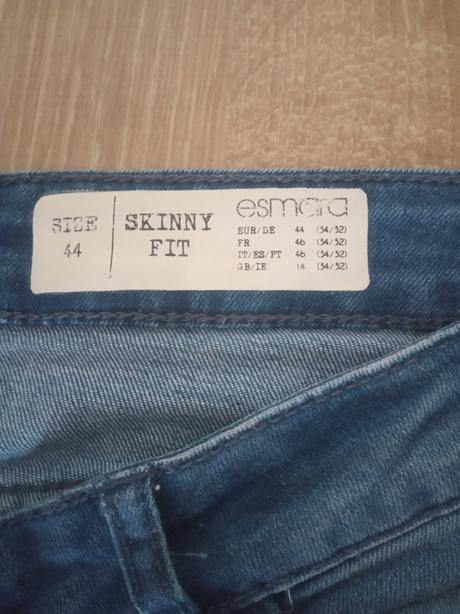 SIZE
44
SKINNY
FIT
esmara
EUR/DE 44 (34/32)
FR 46 (34/32)
IT/ES/PT 46 (34/32)
GB/IE 18 (34/32)